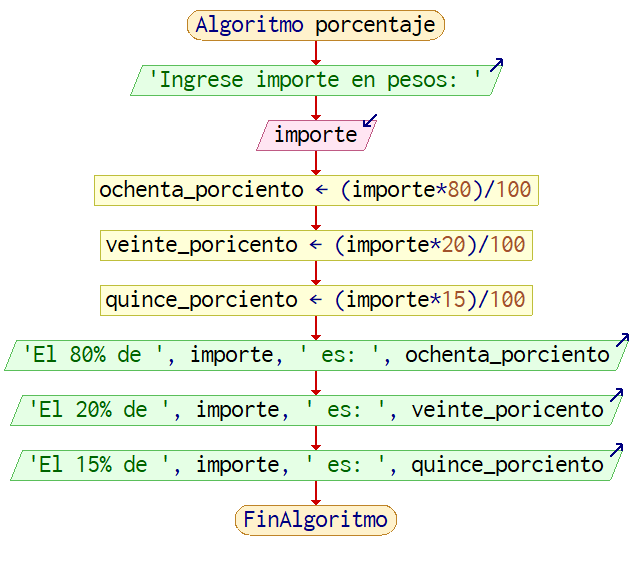 Algoritmo porcentaje
'Ingrese importe en pesos: '
importe
ochenta_porciento ← (importe*80)/100
veinte_poricento ← (importe*20)/100
quince_porciento ← (importe*15)/100
'El 80% de ', importe, ' es: ', ochenta_porciento
'El 20% de ', importe, ' es: ', veinte_poricento
'El 15% de ', importe, ' es: ', quince_porciento
FinAlgoritmo